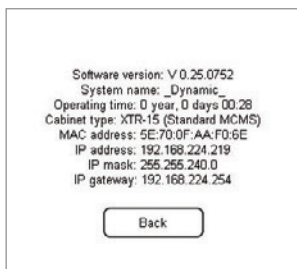 Software version: V 0.25.0752
System name: _Dynamic_
Operating time: 0 year, 0 days 00:28
Cabinet type: XTR-15 (Standard MCMS)
MAC address: 5E:70:0F:AA:F0:6E
IP address: 192.168.224.219
IP mask: 255.255.240.0
IP gateway: 192.168.224.254
Back